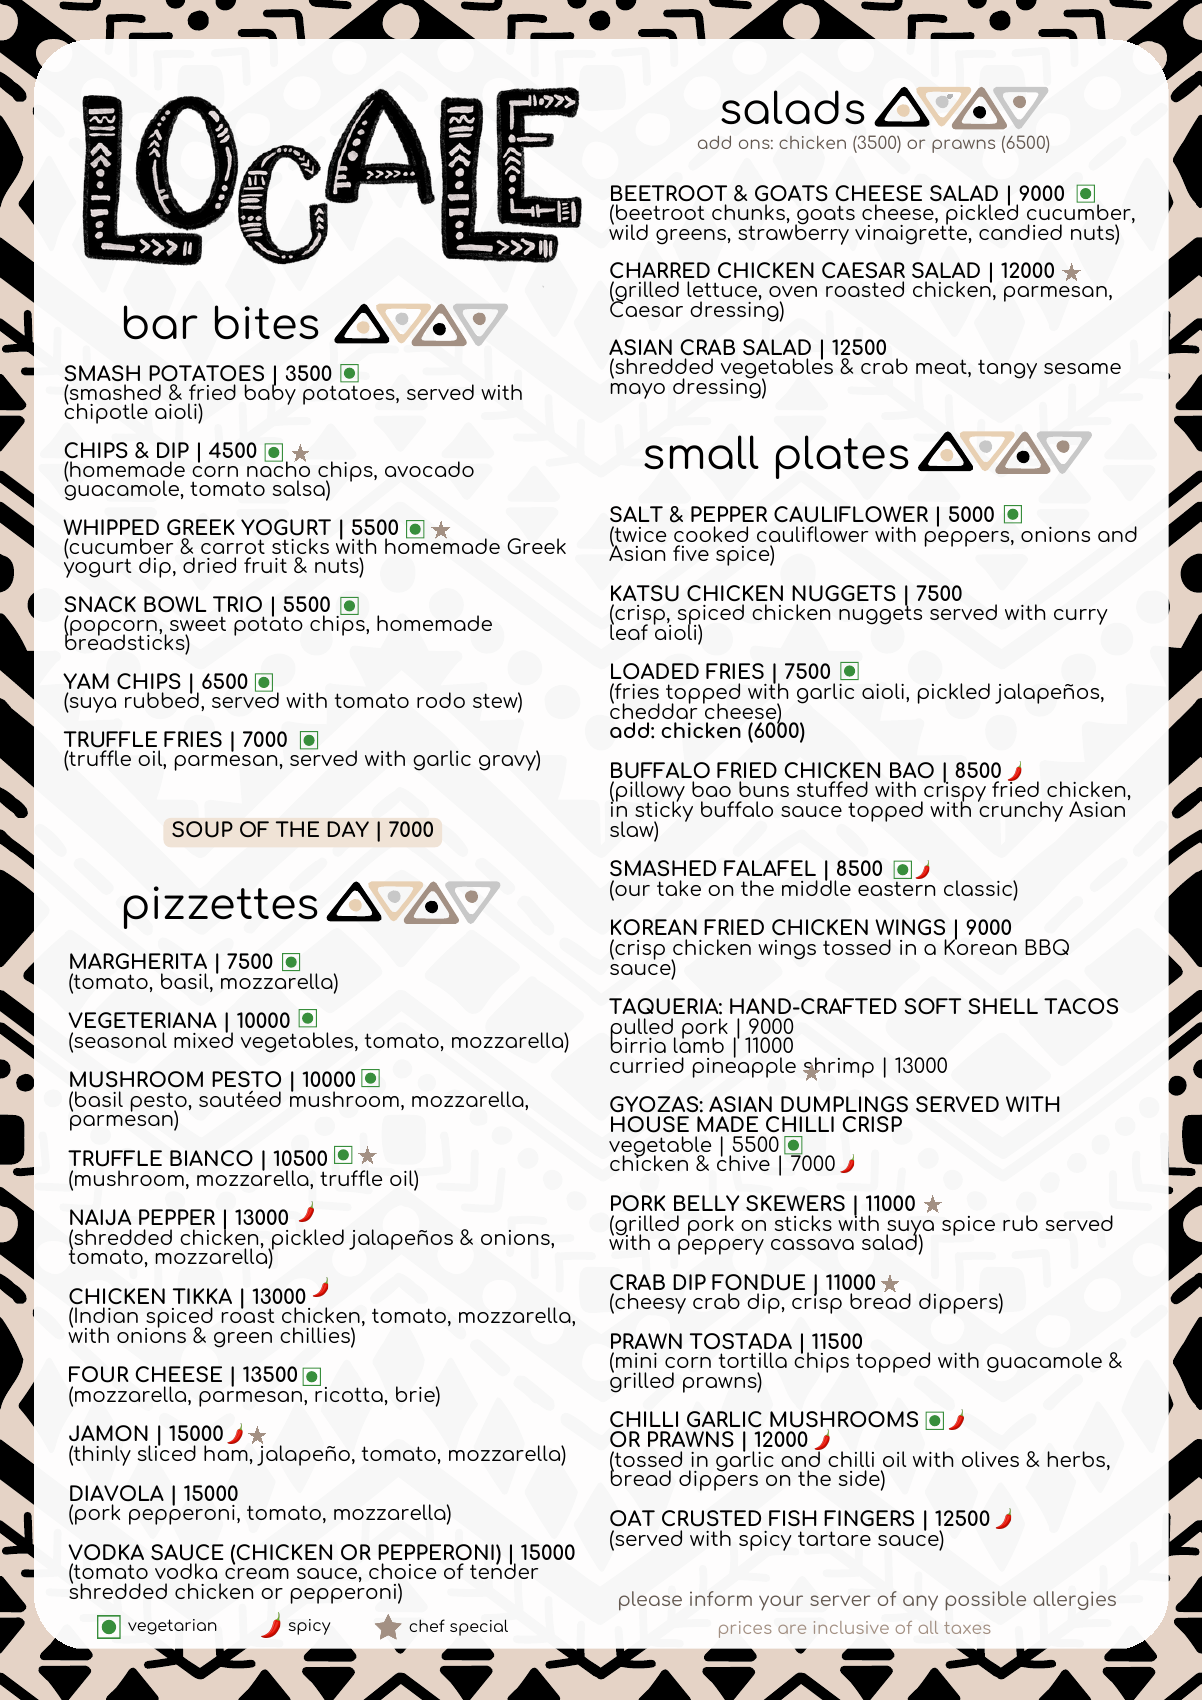 LOCALE
bar bites
SMASH POTATOES | 3500
(smashed & fried baby potatoes, served with
chipotle aioli)
CHIPS & DIP | 4500
(homemade corn nacho chips, avocado
guacamole, tomato salsa)
WHIPPED GREEK YOGURT | 5500
(cucumber & carrot sticks with homemade Greek
yogurt dip, dried fruit & nuts)
SNACK BOWL TRIO | 5500
(popcorn, sweet potato chips, homemade
breadsticks)
YAM CHIPS | 6500
(suya rubbed, served with tomato rodo stew)
TRUFFLE FRIES | 7000
(truffle oil, parmesan, served with garlic gravy)
SOUP OF THE DAY | 7000
pizzettes
MARGHERITA | 7500
(tomato, basil, mozzarella)
VEGETERIANA | 10000
(seasonal mixed vegetables, tomato, mozzarella)
MUSHROOM PESTO | 10000
(basil pesto, sautéed mushroom, mozzarella,
parmesan)
TRUFFLE BIANCO | 10500
(mushroom, mozzarella, truffle oil)
NAIJA PEPPER | 13000
(shredded chicken, pickled jalapeños & onions,
tomato, mozzarella)
CHICKEN TIKKA | 13000
(Indian spiced roast chicken, tomato, mozzarella,
with onions & green chillies)
FOUR CHEESE | 13500
(mozzarella, parmesan, ricotta, brie)
JAMON | 15000
(thinly sliced ham, jalapeño, tomato, mozzarella)
DIAVOLA | 15000
(pork pepperoni, tomato, mozzarella)
VODKA SAUCE (CHICKEN OR PEPPERONI) | 15000
(tomato vodka cream sauce, choice of tender
shredded chicken or pepperoni)
vegetarian spicy chef special
salads
add ons: chicken (3500) or prawns (6500)
BEETROOT & GOATS CHEESE SALAD | 9000
(beetroot chunks, goats cheese, pickled cucumber,
wild greens, strawberry vinaigrette, candied nuts)
CHARRED CHICKEN CAESAR SALAD | 12000
(grilled lettuce, oven roasted chicken, parmesan,
Caesar dressing)
ASIAN CRAB SALAD | 12500
(shredded vegetables & crab meat, tangy sesame
mayo dressing)
small plates
SALT & PEPPER CAULIFLOWER | 5000
(twice cooked cauliflower with peppers, onions and
Asian five spice)
KATSU CHICKEN NUGGETS | 7500
(crisp, spiced chicken nuggets served with curry
leaf aioli)
LOADED FRIES | 7500
(fries topped with garlic aioli, pickled jalapeños,
cheddar cheese)
add: chicken (6000)
BUFFALO FRIED CHICKEN BAO | 8500
(pillowy bao buns stuffed with crispy fried chicken,
in sticky buffalo sauce topped with crunchy Asian
slaw)
SMASHED FALAFEL | 8500
(our take on the middle eastern classic)
KOREAN FRIED CHICKEN WINGS | 9000
(crisp chicken wings tossed in a Korean BBQ
sauce)
TAQUERIA: HAND-CRAFTED SOFT SHELL TACOS
pulled pork | 9000
birria lamb | 11000
curried pineapple shrimp | 13000
GYOZAS: ASIAN DUMPLINGS SERVED WITH
HOUSE MADE CHILLI CRISP
vegetable | 5500
chicken & chive | 7000
PORK BELLY SKEWERS | 11000
(grilled pork on sticks with suya spice rub served
with a peppery cassava salad)
CRAB DIP FONDUE | 11000
(cheesy crab dip, crisp bread dippers)
PRAWN TOSTADA | 11500
(mini corn tortilla chips topped with guacamole &
grilled prawns)
CHILLI GARLIC MUSHROOMS
OR PRAWNS | 12000
(tossed in garlic and chilli oil with olives & herbs,
bread dippers on the side)
OAT CRUSTED FISH FINGERS | 12500
(served with spicy tartare sauce)
please inform your server of any possible allergies
prices are inclusive of all taxes